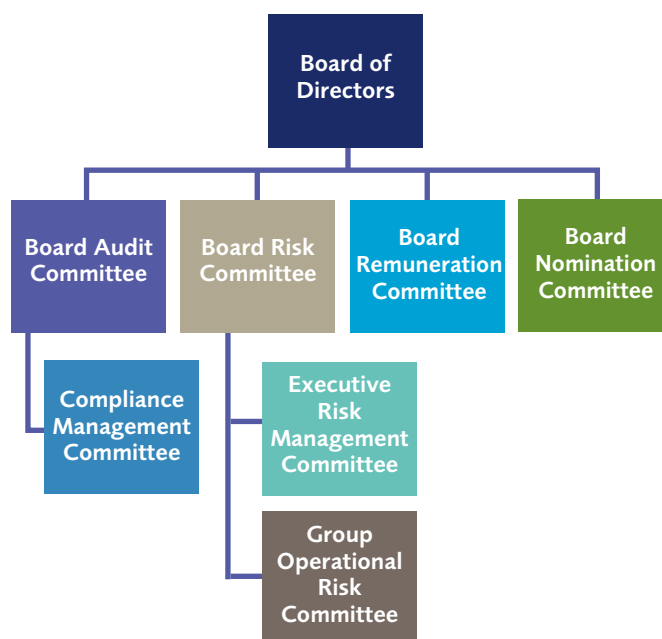 Board of
Directors
Board Audit
Committee
Board Risk
Committee
Board
Remuneration
Committee
Board
Nomination
Committee
Compliance
Management
Committee
Executive
Risk
Management
Committee
Group
Operational
Risk
Committee